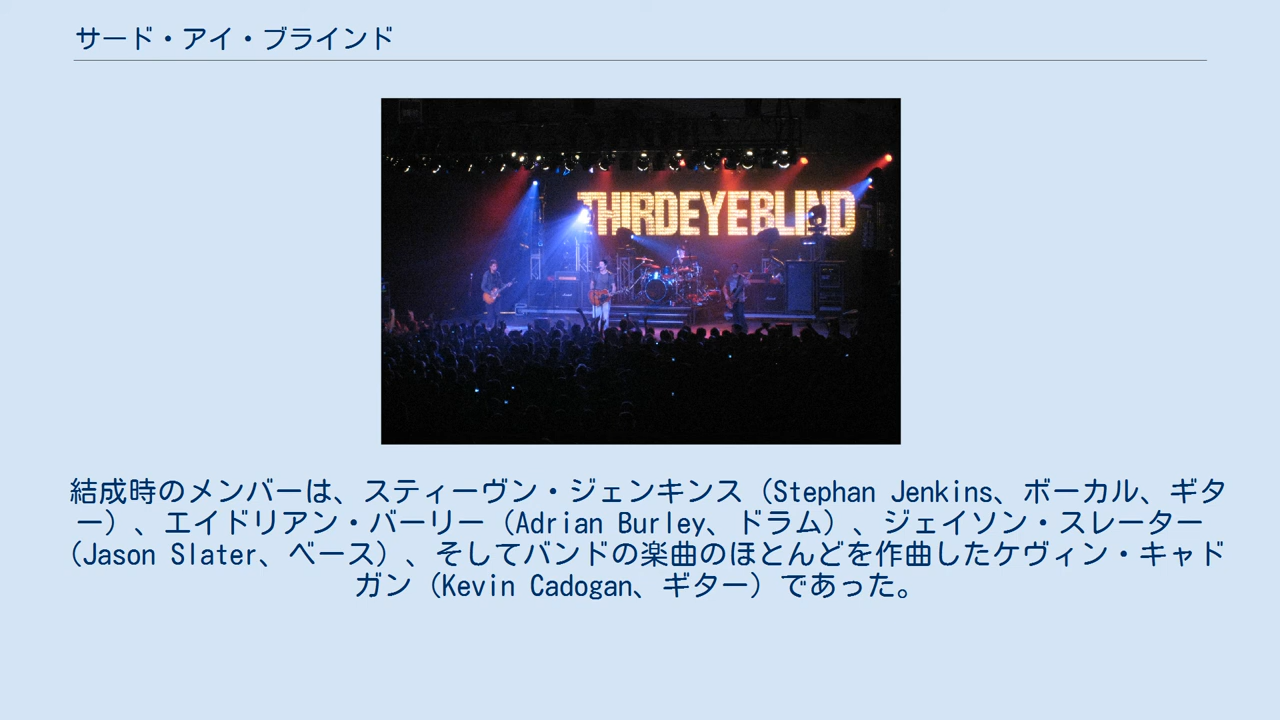 サード・アイ・ブラインド
THIRDEYEBLIND
結成時のメンバーは、スティーヴン・ジェンキンス（Stephan Jenkins、ボーカル、ギタ
ー）、エイドリアン・バーリー（Adrian Burley、ドラム）、ジェイソン・スレーター
（Jason Slater、ベース）、そしてバンドの楽曲のほとんどを作曲したケヴィン・キャド
ガン（Kevin Cadogan、ギター）であった。